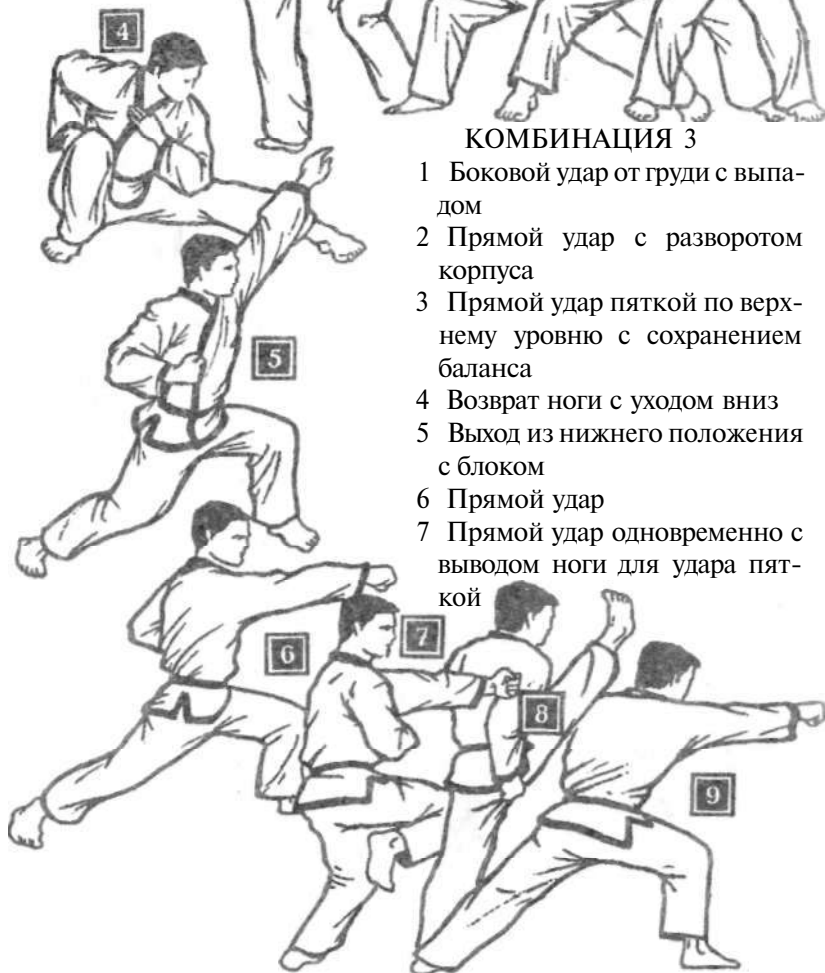 4
КОМБИНАЦИЯ 3
1 Боковой удар от груди с выпа-
дом
2 Прямой удар с разворотом
корпуса
3 Прямой удар пяткой по верх-
нему уровню с сохранением
баланса
4 Возврат ноги с уходом вниз
5 Выход из нижнего положения
с блоком
6 Прямой удар
7 Прямой удар одновременно с
выводом ноги для удара пят-
кой
5
6
7
8
9